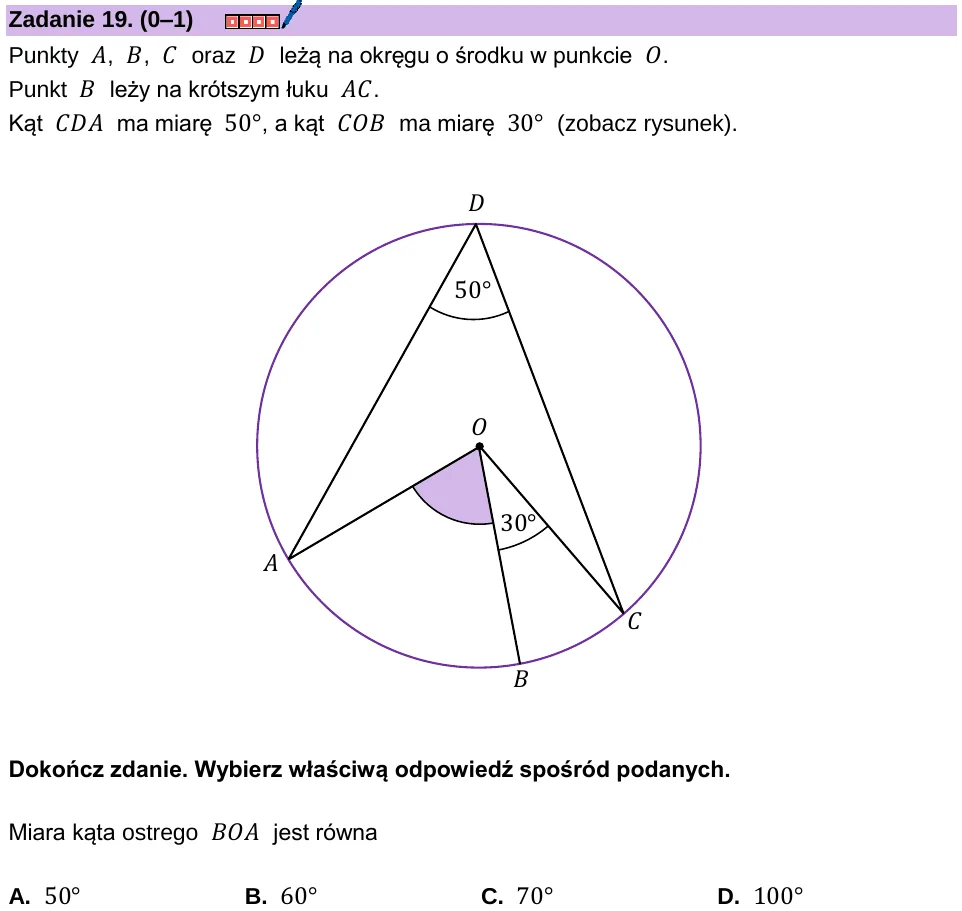 Zadanie 19. (0–1)
Punkty A, B, C oraz D leżą na okręgu o środku w punkcie O.
Punkt B leży na krótszym łuku AC.
Kąt CDA ma miarę 50°, a kąt COB ma miarę 30° (zobacz rysunek).
D
50°
O
30°
A
C
B
Dokończ zdanie. Wybierz właściwą odpowiedź spośród podanych.
Miara kąta ostrego BOA jest równa
A. 50° B. 60° C. 70° D. 100°